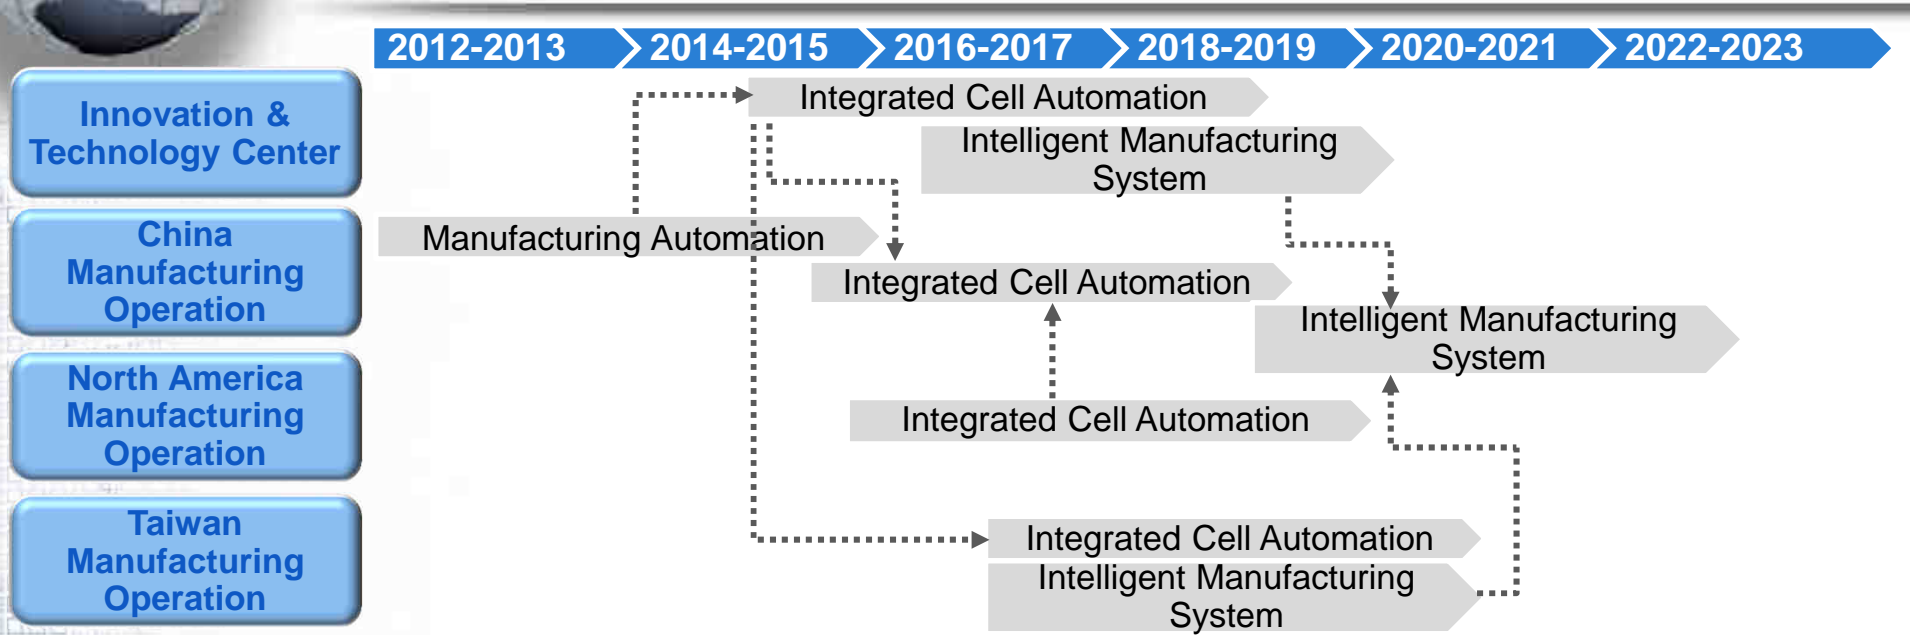 2012-2013
2014-2015
2016-2017
2018-2019
2020-2021
2022-2023
Innovation &
Technology Center
Integrated Cell Automation
Intelligent Manufacturing
System
China
Manufacturing
Operation
Manufacturing Automation
Integrated Cell Automation
Intelligent Manufacturing
System
North America
Manufacturing
Operation
Integrated Cell Automation
Taiwan
Manufacturing
Operation
Integrated Cell Automation
Intelligent Manufacturing
System